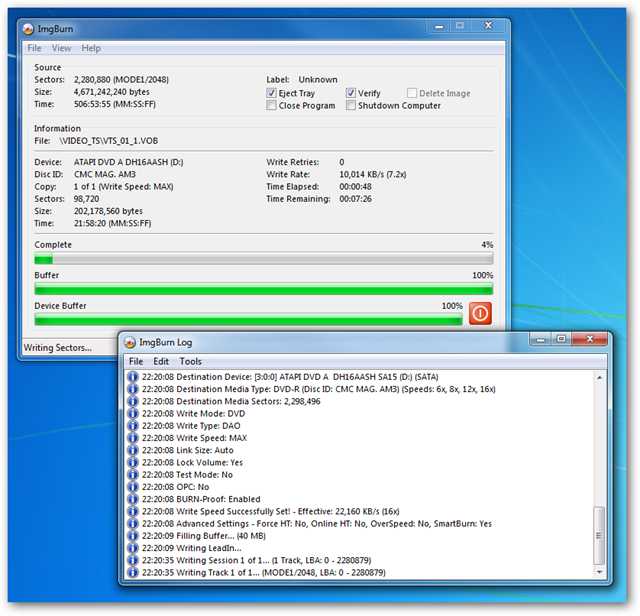 ImgBurn
File View Help
Source
Sectors: 2,280,880 (MODE1/2048) Label: Unknown
Size: 4,671,242,240 bytes Eject Tray Verify Delete Image
Time: 506:53:55 (MM:SS:FF) Close Program Shutdown Computer
Information
File: \VIDEO_TS\VTS_01_1.VOB
Device: ATAPI DVD A DH16AASH (D:) Write Retries: 0
Disc ID: CMC MAG. AM3 Write Rate: 10,014 KB/s (7.2x)
Copy: 1 of 1 (Write Speed: MAX) Time Elapsed: 00:00:48
Sectors: 98,720 Time Remaining: 00:07:26
Size: 202,178,560 bytes
Time: 21:58:20 (MM:SS:FF)
Complete 4%
Buffer 100%
Device Buffer 100%
Writing Sectors...
ImgBurn Log
File Edit Tools
22:20:08 Destination Device: [3:0:0] ATAPI DVD A DH16AASH SA15 (D:) (SATA)
22:20:08 Destination Media Type: DVD-R (Disc ID: CMC MAG. AM3) (Speeds: 6x, 8x, 12x, 16x)
22:20:08 Destination Media Sectors: 2,298,496
22:20:08 Write Mode: DVD
22:20:08 Write Type: DAO
22:20:08 Write Speed: MAX
22:20:08 Link Size: Auto
22:20:08 Lock Volume: Yes
22:20:08 Test Mode: No
22:20:08 OPC: No
22:20:08 BURN-Proof: Enabled
22:20:08 Write Speed Successfully Set! - Effective: 22,160 KB/s (16x)
22:20:08 Advanced Settings - Force HT: No, Online HT: No, OverSpeed: No, SmartBurn: Yes
22:20:09 Filling Buffer... (40 MB)
22:20:09 Writing LeadIn...
22:20:35 Writing Session 1 of 1... (1 Track, LBA: 0 - 2280879)
22:20:35 Writing Track 1 of 1... (MODE1/2048, LBA: 0 - 2280879)